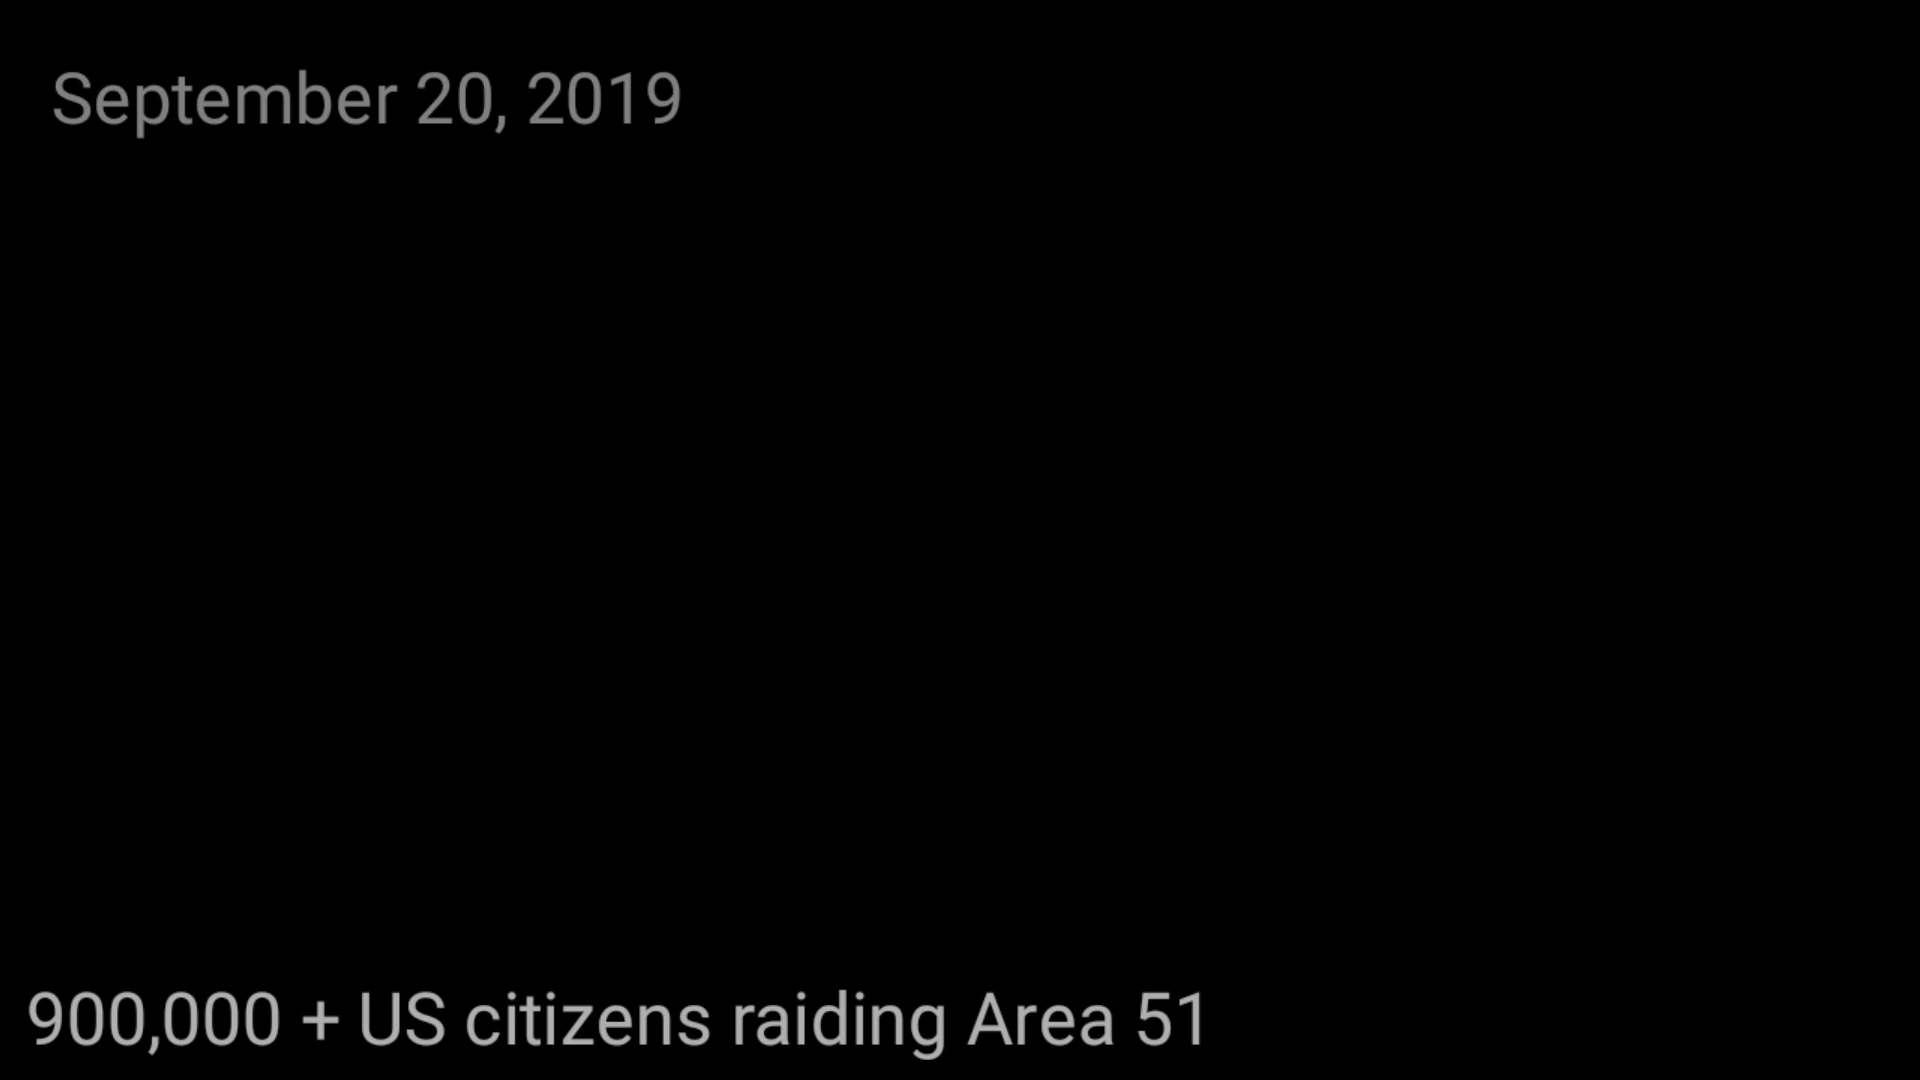 September 20, 2019
900,000 + US citizens raiding Area 51